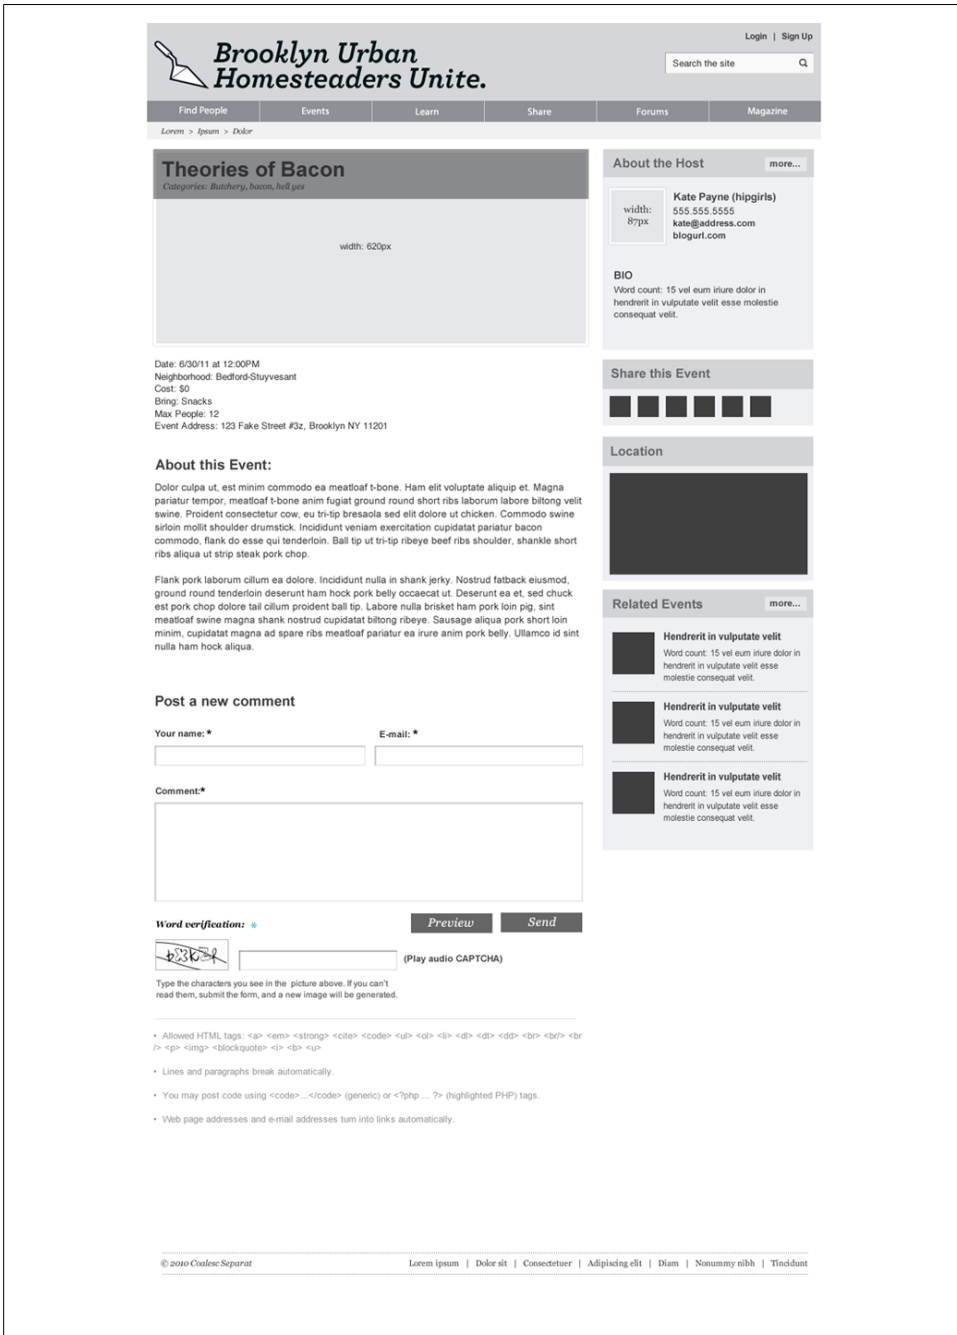 Login | Sign Up
Brooklyn Urban
Homesteaders Unite.
Search the site
Find People Events Learn Share Forums Magazine
Lorem > Ipsum > Dolor
Theories of Bacon
Categories: Butchery, bacon, hell yes
width: 620px
Date: 6/30/11 at 12:00PM
Neighborhood: Bedford-Stuyvesant
Cost: $0
Bring: Snacks
Max People: 12
Event Address: 123 Fake Street #3z, Brooklyn NY 11201
About this Event:
Dolor culpa ut, est minim commodo ea meatloaf t-bone. Ham elit voluptate aliquip et. Magna
pariatur tempor, meatloaf t-bone anim fugiat ground round short ribs laborum labore biltong velit
swine. Proident consectetur cow, eu tri-tip bresaola sed elit dolore ut chicken. Commodo swine
sirloin mollit shoulder drumstick. Incididunt veniam exercitation cupidatat pariatur bacon
commodo, flank do esse qui tenderloin. Ball tip ut tri-tip ribeye beef ribs shoulder, shankle short
ribs aliqua ut strip steak pork chop.
Flank pork laborum cillum ea dolore. Incididunt nulla in shank jerky. Nostrud fatback eiusmod,
ground round tenderloin deserunt ham hock pork belly occaecat ut. Deserunt ea et, sed chuck
est pork chop dolore tail cillum proident ball tip. Labore nulla brisket ham pork loin pig, sint
meatloaf swine magna shank nostrud cupidatat biltong ribeye. Sausage aliqua pork short loin
minim, cupidatat magna ad spare ribs meatloaf pariatur ea irure anim pork belly. Ullamco id sint
nulla ham hock aliqua.
Post a new comment
Your name: * E-mail: *
Comment:*
Word verification: *
Preview Send
(Play audio CAPTCHA)
Type the characters you see in the picture above. If you can't
read them, submit the form, and a new image will be generated.
• Allowed HTML tags: <a> <em> <strong> <cite> <code> <ul> <ol> <li> <dl> <dt> <dd> <br> <br/> <br
/> <p> <img> <blockquote> <i> <b> <u>
• Lines and paragraphs break automatically.
• You may post code using <code>...</code> (generic) or <?php ... ?> (highlighted PHP) tags.
• Web page addresses and e-mail addresses turn into links automatically.
About the Host more...
width:
87px
Kate Payne (hipgirls)
555.555.5555
kate@address.com
blogurl.com
BIO
Word count: 15 vel eum iriure dolor in
hendrerit in vulputate velit esse molestie
consequat velit.
Share this Event
Location
Related Events more...
Hendrerit in vulputate velit
Word count: 15 vel eum iriure dolor in
hendrerit in vulputate velit esse
molestie consequat velit.
Hendrerit in vulputate velit
Word count: 15 vel eum iriure dolor in
hendrerit in vulputate velit esse
molestie consequat velit.
Hendrerit in vulputate velit
Word count: 15 vel eum iriure dolor in
hendrerit in vulputate velit esse
molestie consequat velit.
© 2010 Coalesc Separat
Lorem ipsum | Dolor sit | Consectetuer | Adipiscing elit | Diam | Nonummy nibh | Tincidunt